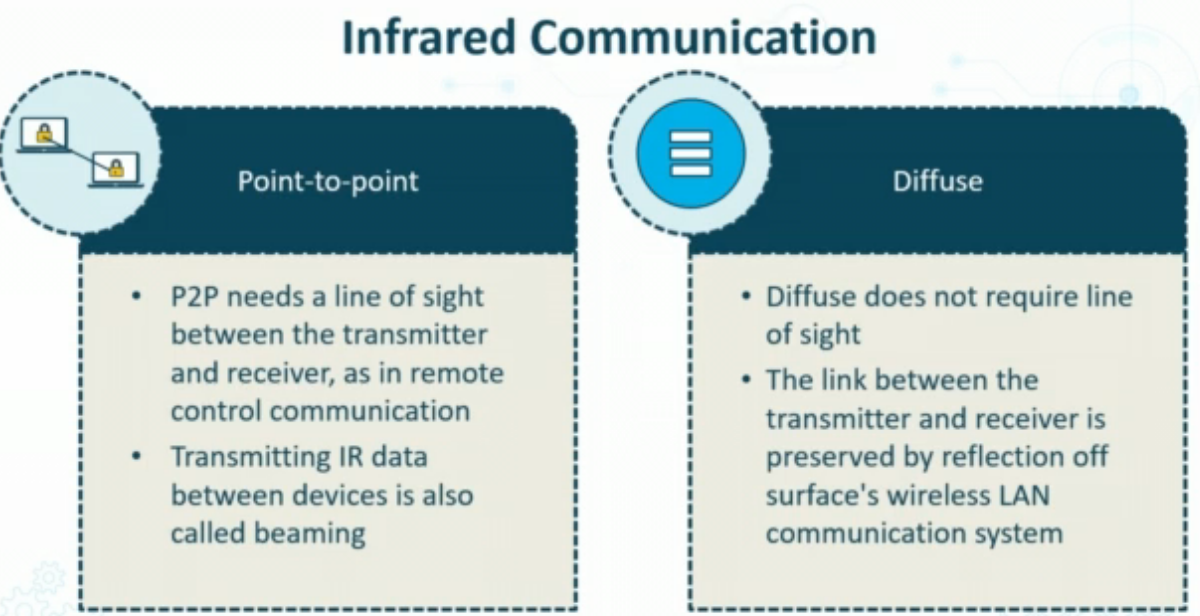 Infrared Communication
Point-to-point
• P2P needs a line of sight
between the transmitter
and receiver, as in remote
control communication
• Transmitting IR data
between devices is also
called beaming
Diffuse
• Diffuse does not require line
of sight
• The link between the
transmitter and receiver is
preserved by reflection off
surface's wireless LAN
communication system